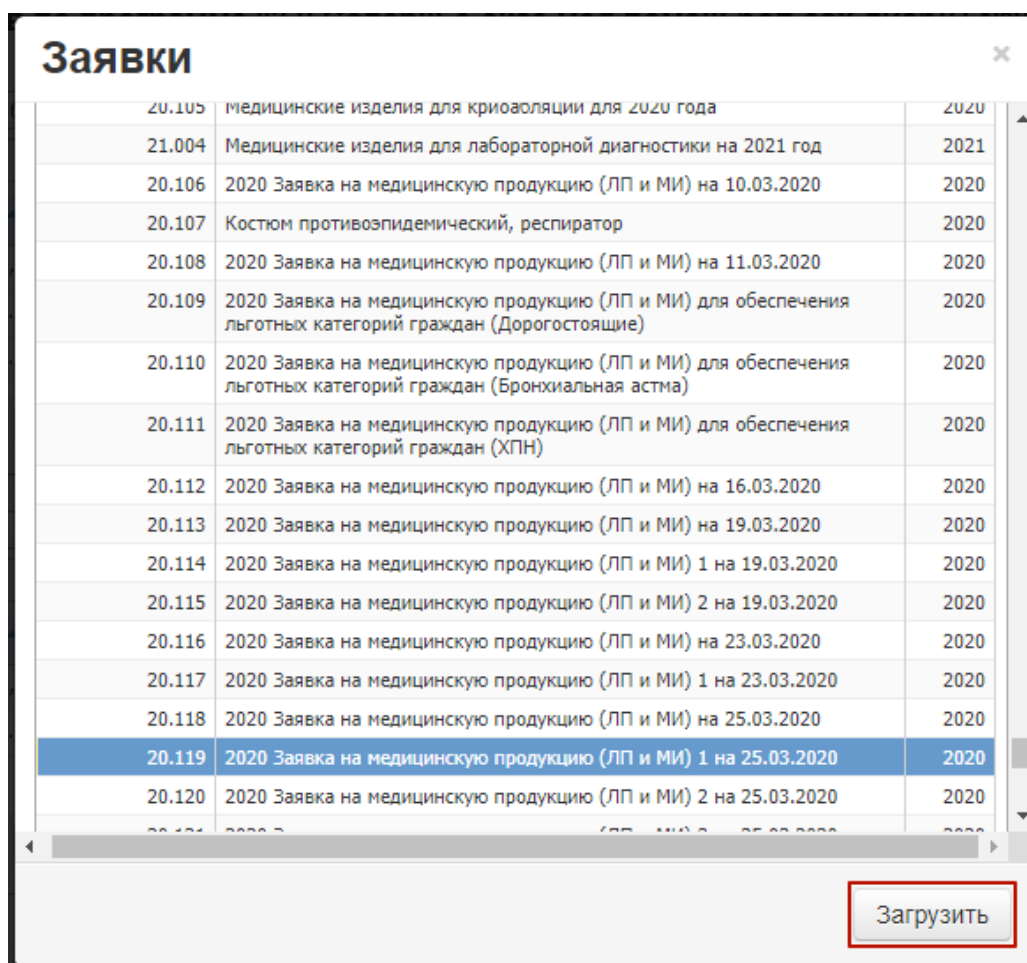 Заявки
20.105 Медицинские изделия для криоабляции для 2020 года 2020
21.004 Медицинские изделия для лабораторной диагностики на 2021 год 2021
20.106 2020 Заявка на медицинскую продукцию (ЛП и МИ) на 10.03.2020 2020
20.107 Костюм противоэпидемический, респиратор 2020
20.108 2020 Заявка на медицинскую продукцию (ЛП и МИ) на 11.03.2020 2020
20.109 2020 Заявка на медицинскую продукцию (ЛП и МИ) для обеспечения 2020
льготных категорий граждан (Дорогостоящие)
20.110 2020 Заявка на медицинскую продукцию (ЛП и МИ) для обеспечения 2020
льготных категорий граждан (Бронхиальная астма)
20.111 2020 Заявка на медицинскую продукцию (ЛП и МИ) для обеспечения 2020
льготных категорий граждан (ХПН)
20.112 2020 Заявка на медицинскую продукцию (ЛП и МИ) на 16.03.2020 2020
20.113 2020 Заявка на медицинскую продукцию (ЛП и МИ) на 19.03.2020 2020
20.114 2020 Заявка на медицинскую продукцию (ЛП и МИ) 1 на 19.03.2020 2020
20.115 2020 Заявка на медицинскую продукцию (ЛП и МИ) 2 на 19.03.2020 2020
20.116 2020 Заявка на медицинскую продукцию (ЛП и МИ) на 23.03.2020 2020
20.117 2020 Заявка на медицинскую продукцию (ЛП и МИ) 1 на 23.03.2020 2020
20.118 2020 Заявка на медицинскую продукцию (ЛП и МИ) на 25.03.2020 2020
20.119 2020 Заявка на медицинскую продукцию (ЛП и МИ) 1 на 25.03.2020 2020
20.120 2020 Заявка на медицинскую продукцию (ЛП и МИ) 2 на 25.03.2020 2020
Загрузить